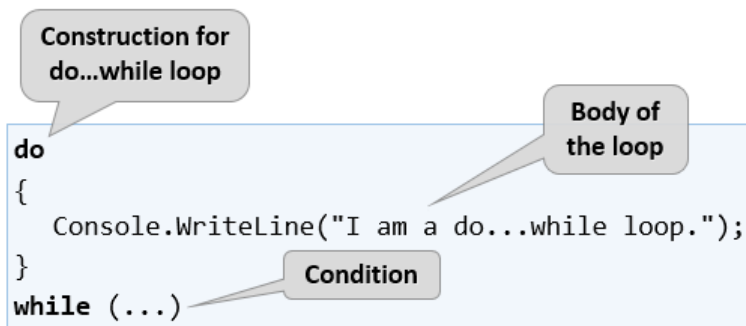 Construction for
do...while loop
Body of
the loop
do
{
Console.WriteLine("I am a do...while loop.");
}
Condition
while (...)